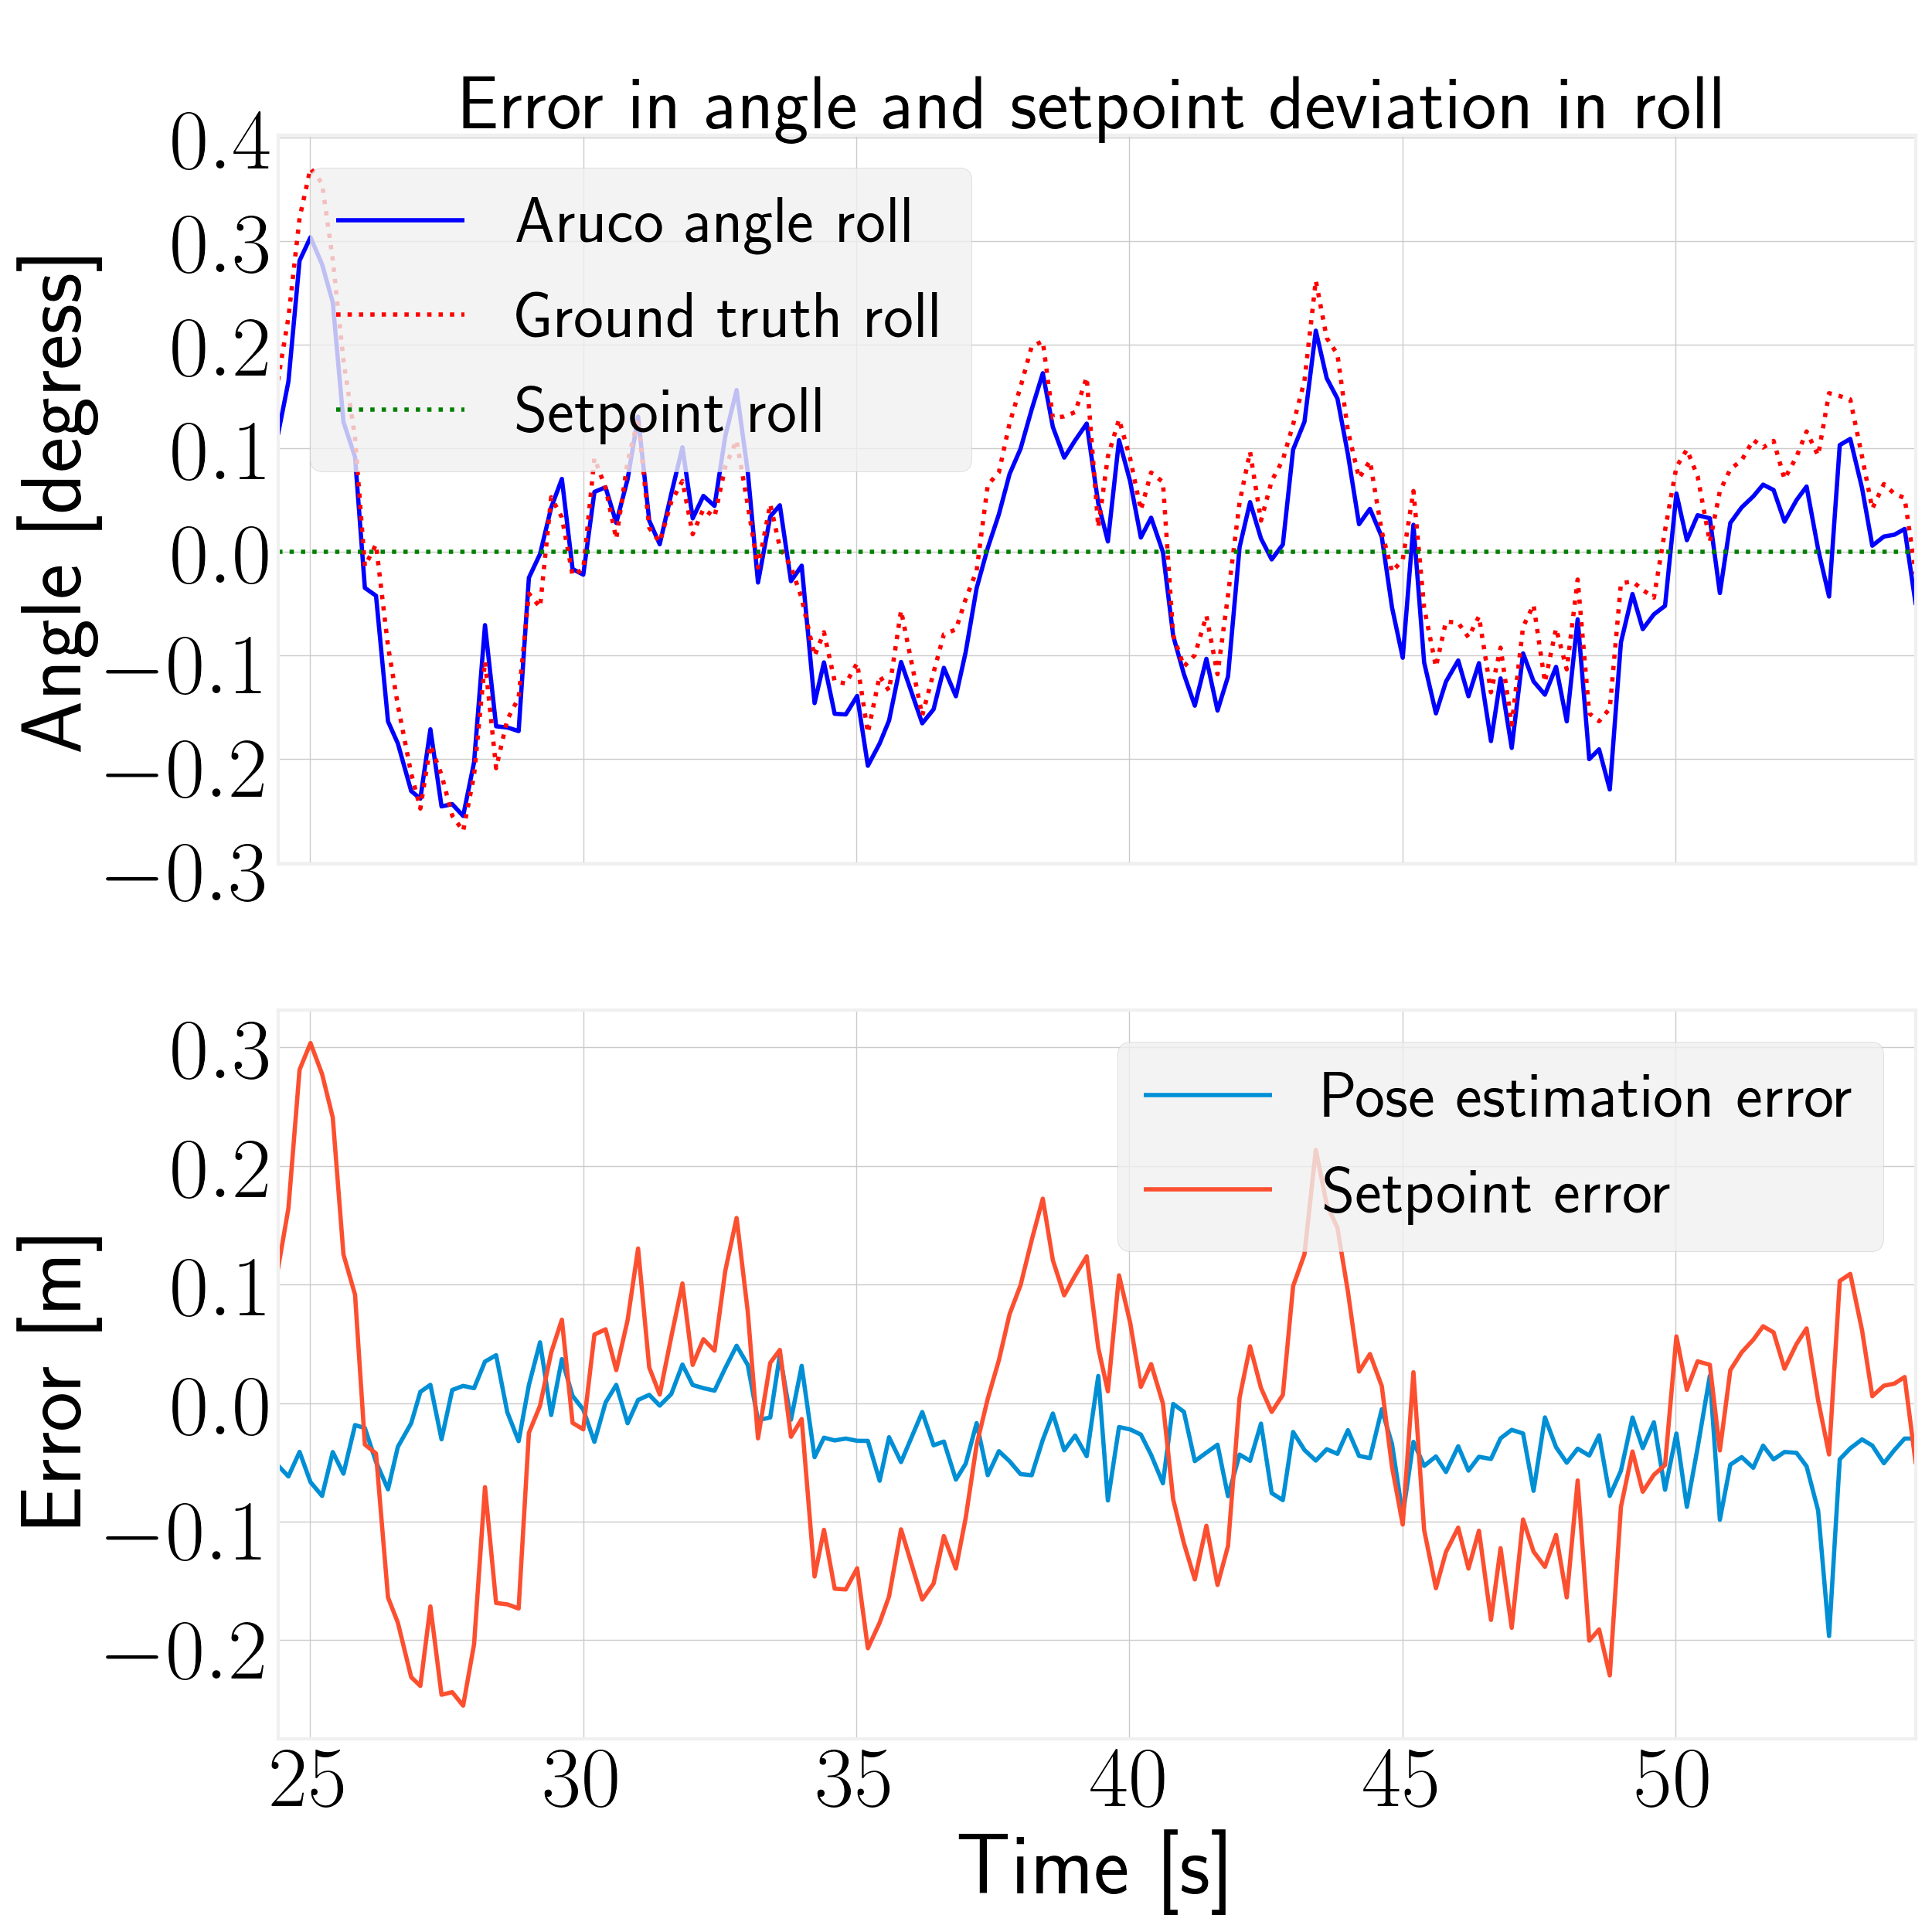 Error in angle and setpoint deviation in roll
Angle [degress]
0.4
0.3
0.2
0.1
0.0
−0.1
−0.2
−0.3
Aruco angle roll
Ground truth roll
Setpoint roll
Error [m]
0.3
0.2
0.1
0.0
−0.1
−0.2
Pose estimation error
Setpoint error
25 30 35 40 45 50
Time [s]